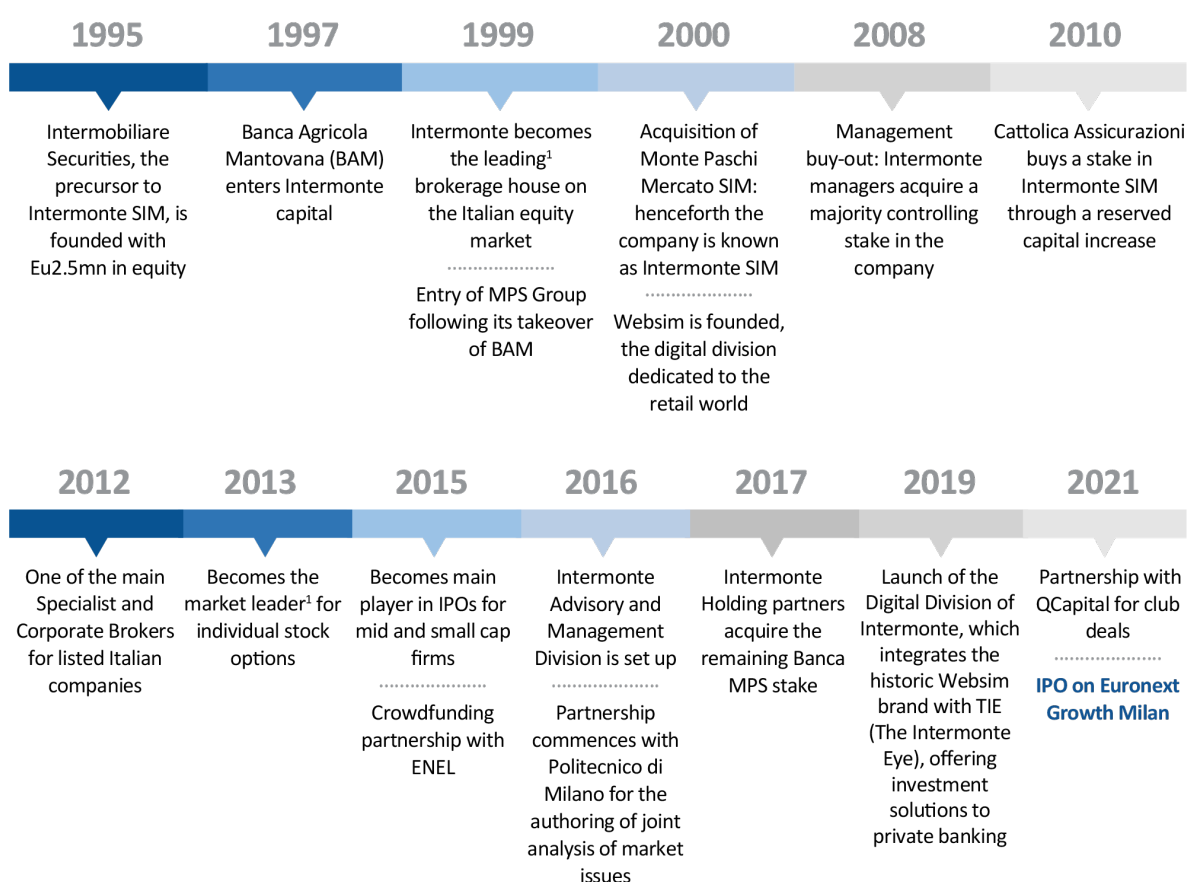 1995
Intermobiliare
Securities, the
precursor to
Intermonte SIM, is
founded with
Eu2.5mn in equity
1997
Banca Agricola
Mantovana (BAM)
enters Intermonte
capital
1999
Intermonte becomes
the leading¹
brokerage house on
the Italian equity
market
Entry of MPS Group
following its takeover
of BAM
2000
Acquisition of
Monte Paschi
Mercato SIM:
henceforth the
company is known
as Intermonte SIM
Websim is founded,
the digital division
dedicated to the
retail world
2008
Management
buy-out: Intermonte
managers acquire a
majority controlling
stake in the
company
2010
Cattolica Assicurazioni
buys a stake in
Intermonte SIM
through a reserved
capital increase
2012
One of the main
Specialist and
Corporate Brokers
for listed Italian
companies
2013
Becomes the
market leader¹ for
individual stock
options
2015
Becomes main
player in IPOs for
mid and small cap
firms
Crowdfunding
partnership with
ENEL
2016
Intermonte
Advisory and
Management
Division is set up
Partnership
commences with
Politecnico di
Milano for the
authoring of joint
analysis of market
issues
2017
Intermonte
Holding partners
acquire the
remaining Banca
MPS stake
2019
Launch of the
Digital Division of
Intermonte, which
integrates the
historic Websim
brand with TIE
(The Intermonte
Eye), offering
investment
solutions to
private banking
2021
Partnership with
QCapital for club
deals
IPO on Euronext
Growth Milan